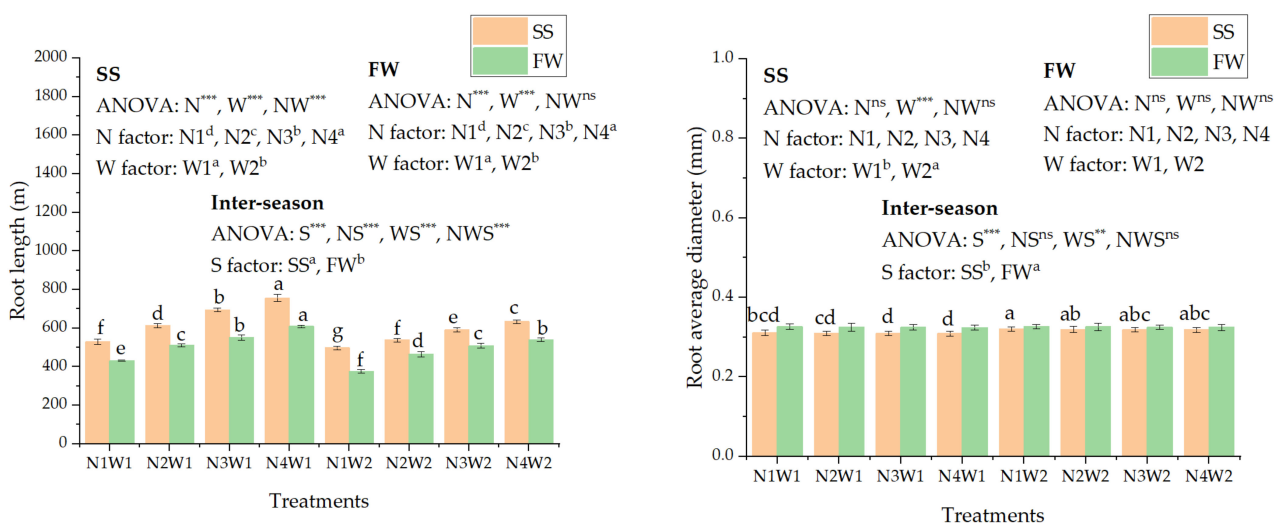 SS
FW
SS
ANOVA: N***, W***, NW***
N factor: N1ᵈ, N2ᶜ, N3ᵇ, N4ᵃ
W factor: W1ᵃ, W2ᵇ
FW
ANOVA: N***, W***, NWⁿˢ
N factor: N1ᵈ, N2ᶜ, N3ᵇ, N4ᵃ
W factor: W1ᵃ, W2ᵇ
Inter-season
ANOVA: S***, NS***, WS***, NWS***
S factor: SSᵃ, FWᵇ
Root length (m)
2000
1800
1600
1400
1200
1000
800
600
400
200
0
f e d c b b a a g f f d e c c b
N1W1 N2W1 N3W1 N4W1 N1W2 N2W2 N3W2 N4W2
Treatments
SS
FW
SS
ANOVA: Nⁿˢ, W***, NWⁿˢ
N factor: N1, N2, N3, N4
W factor: W1ᵇ, W2ᵃ
FW
ANOVA: Nⁿˢ, Wⁿˢ, NWⁿˢ
N factor: N1, N2, N3, N4
W factor: W1, W2
Inter-season
ANOVA: S***, NSⁿˢ, WS**, NWSⁿˢ
S factor: SSᵇ, FWᵃ
Root average diameter (mm)
1.0
0.8
0.6
0.4
0.2
0.0
bcd cd d d a ab abc abc
N1W1 N2W1 N3W1 N4W1 N1W2 N2W2 N3W2 N4W2
Treatments